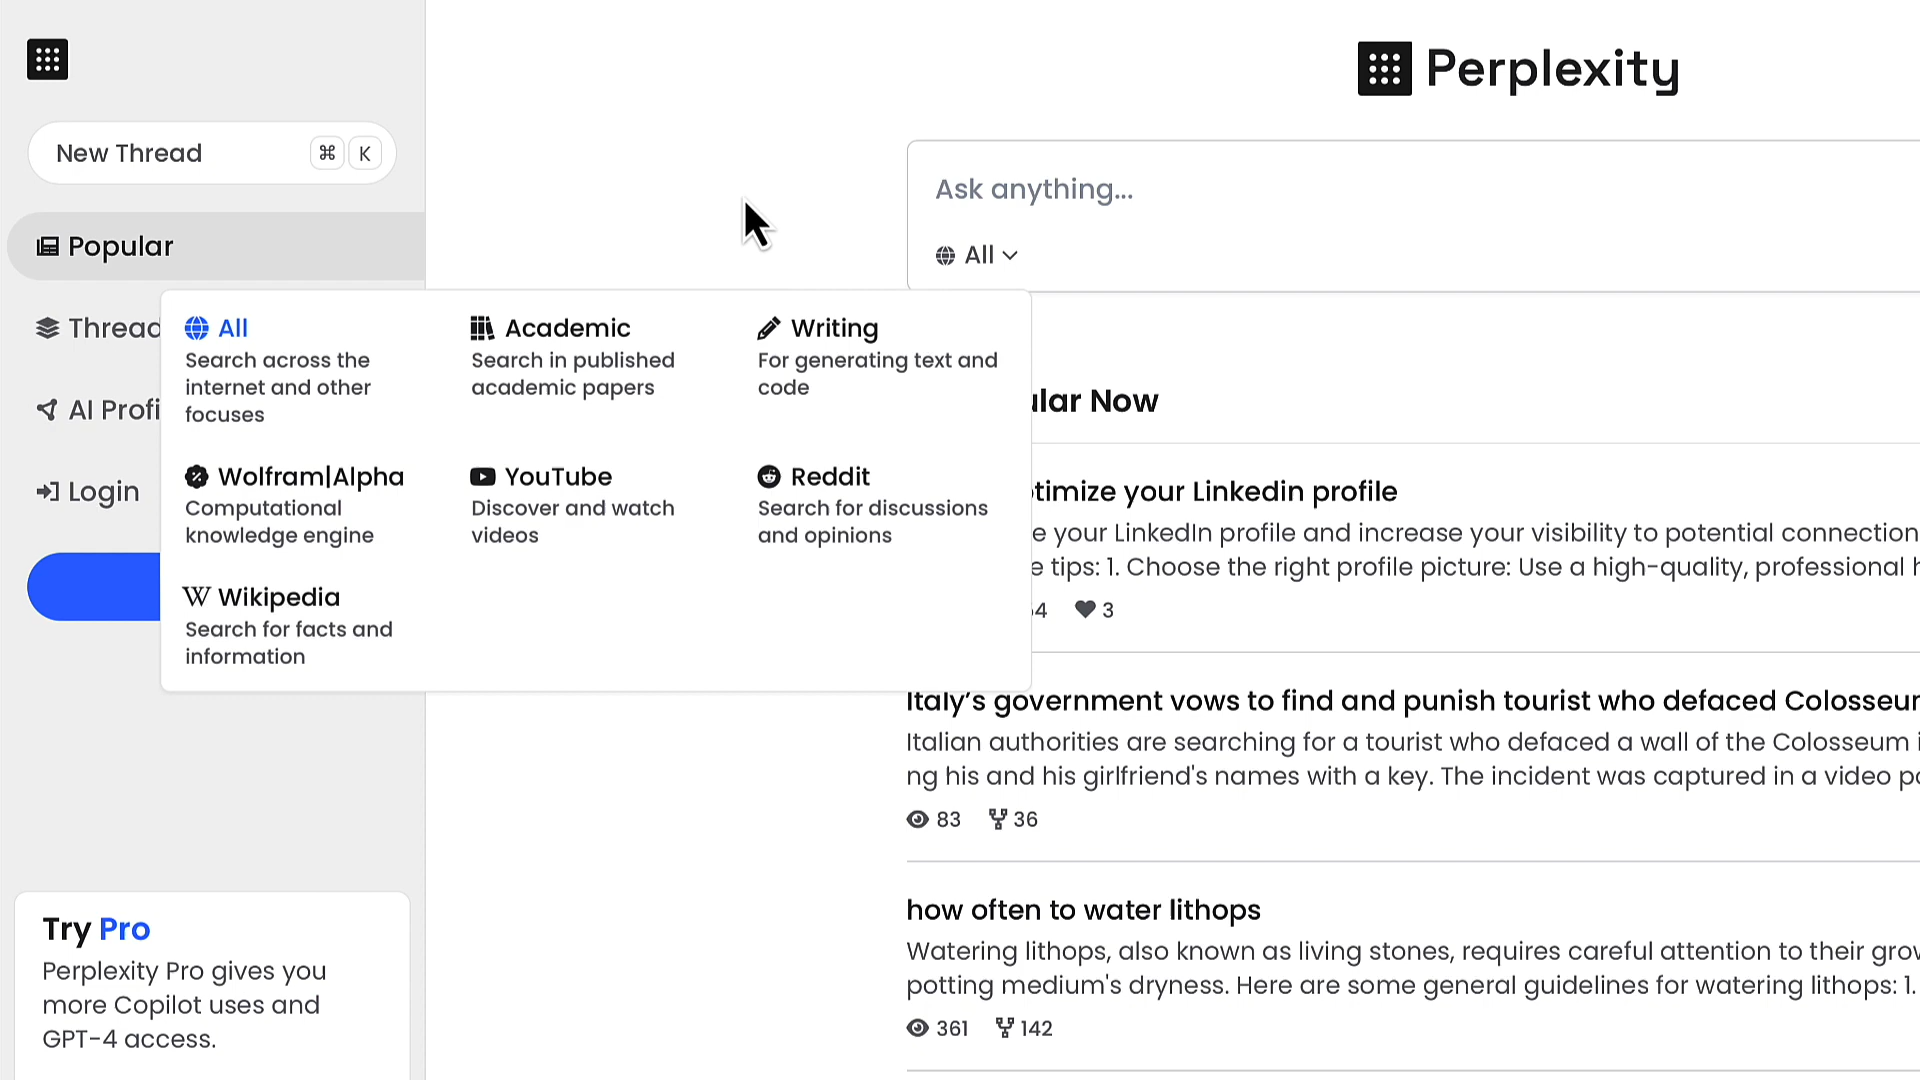 Perplexity
New Thread ⌘ K
Popular
Thread
AI Profi
Login
Try Pro
Perplexity Pro gives you
more Copilot uses and
GPT-4 access.
Ask anything...
All
All
Search across the
internet and other
focuses
Academic
Search in published
academic papers
Writing
For generating text and
code
Wolfram|Alpha
Computational
knowledge engine
YouTube
Discover and watch
videos
Reddit
Search for discussions
and opinions
Wikipedia
Search for facts and
information
Now
your Linkedin profile
your LinkedIn profile and increase your visibility to potential connection
tips: 1. Choose the right profile picture: Use a high-quality, professional
3
Italy's government vows to find and punish tourist who defaced
Italian authorities are searching for a tourist who defaced a wall of the Colosseum
ng his and his girlfriend's names with a key. The incident was captured in a video
83 36
how often to water lithops
Watering lithops, also known as living stones, requires careful attention to their
potting medium's dryness. Here are some general guidelines for watering lithops: 1.
361 142